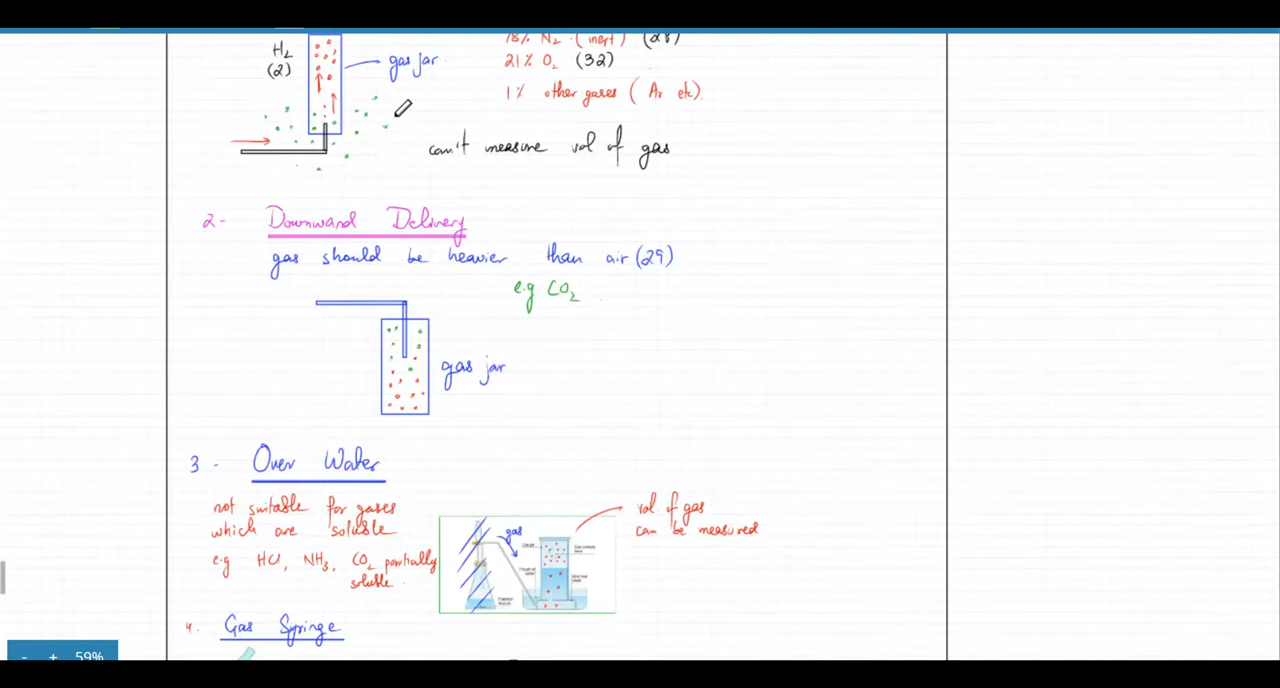 H₂
(2)
gas jar
78% N₂ (inert) (28)
21% O₂ (32)
1% other gases ( Ar etc).
can't measure vol of gas
2- Downward Delivery
gas should be heavier than air (29)
e.g CO₂
gas jar
3- Over Water
not suitable for gases
which are soluble
e.g HCl, NH₃, CO₂ partially
soluble.
gas
vol of gas
can be measured
4. Gas Syringe
- + 59%